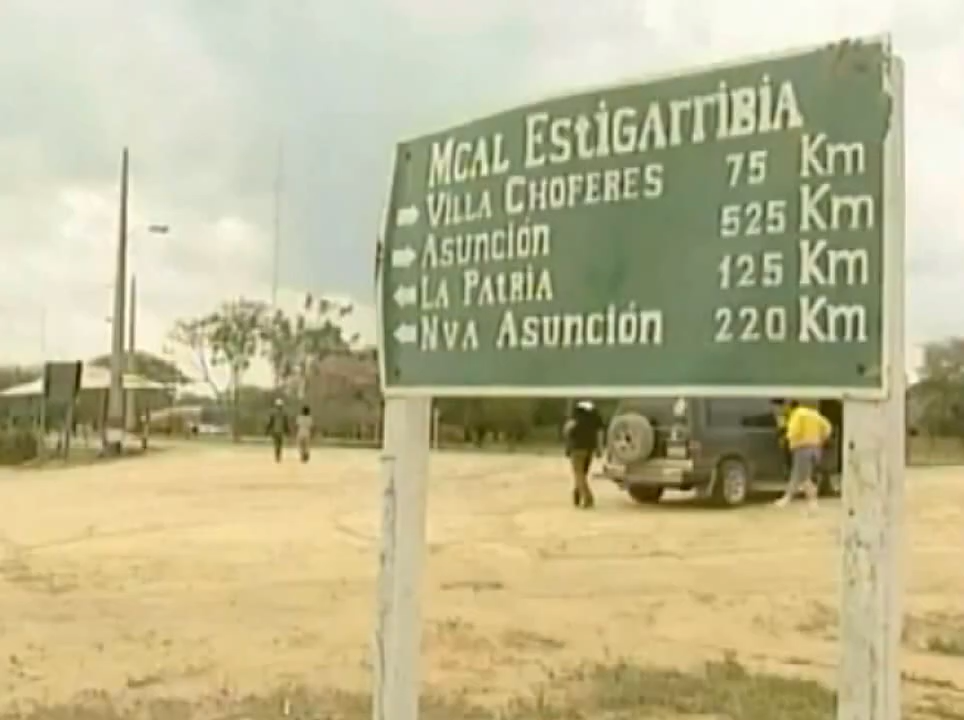 MCAL EStiGArriBiA
➡ VILLA CHOFERES 75 Km
➡ Asunción 525 Km
⬅ LA PAtRiA 125 Km
⬅ NVA Asunción 220 Km